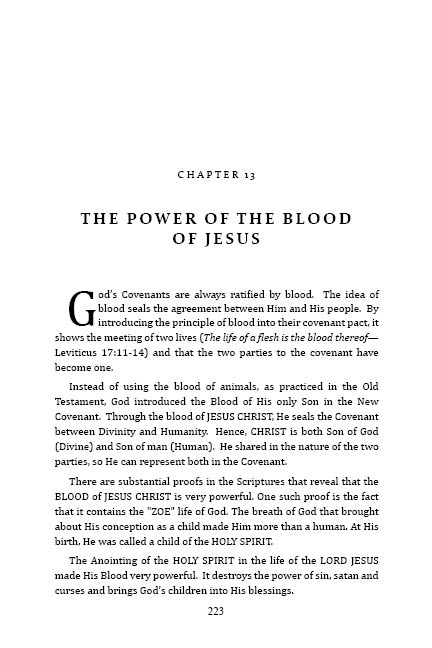 CHAPTER 13
THE POWER OF THE BLOOD
OF JESUS
God's Covenants are always ratified by blood. The idea of
blood seals the agreement between Him and His people. By
introducing the principle of blood into their covenant pact, it
shows the meeting of two lives (The life of a flesh is the blood thereof—
Leviticus 17:11-14) and that the two parties to the covenant have
become one.
Instead of using the blood of animals, as practiced in the Old
Testament, God introduced the Blood of His only Son in the New
Covenant. Through the blood of JESUS CHRIST, He seals the Covenant
between Divinity and Humanity. Hence, CHRIST is both Son of God
(Divine) and Son of man (Human). He shared in the nature of the two
parties, so He can represent both in the Covenant.
There are substantial proofs in the Scriptures that reveal that the
BLOOD of JESUS CHRIST is very powerful. One such proof is the fact
that it contains the "ZOE" life of God. The breath of God that brought
about His conception as a child made Him more than a human. At His
birth, He was called a child of the HOLY SPIRIT.
The Anointing of the HOLY SPIRIT in the life of the LORD JESUS
made His Blood very powerful. It destroys the power of sin, satan and
curses and brings God's children into His blessings.
223